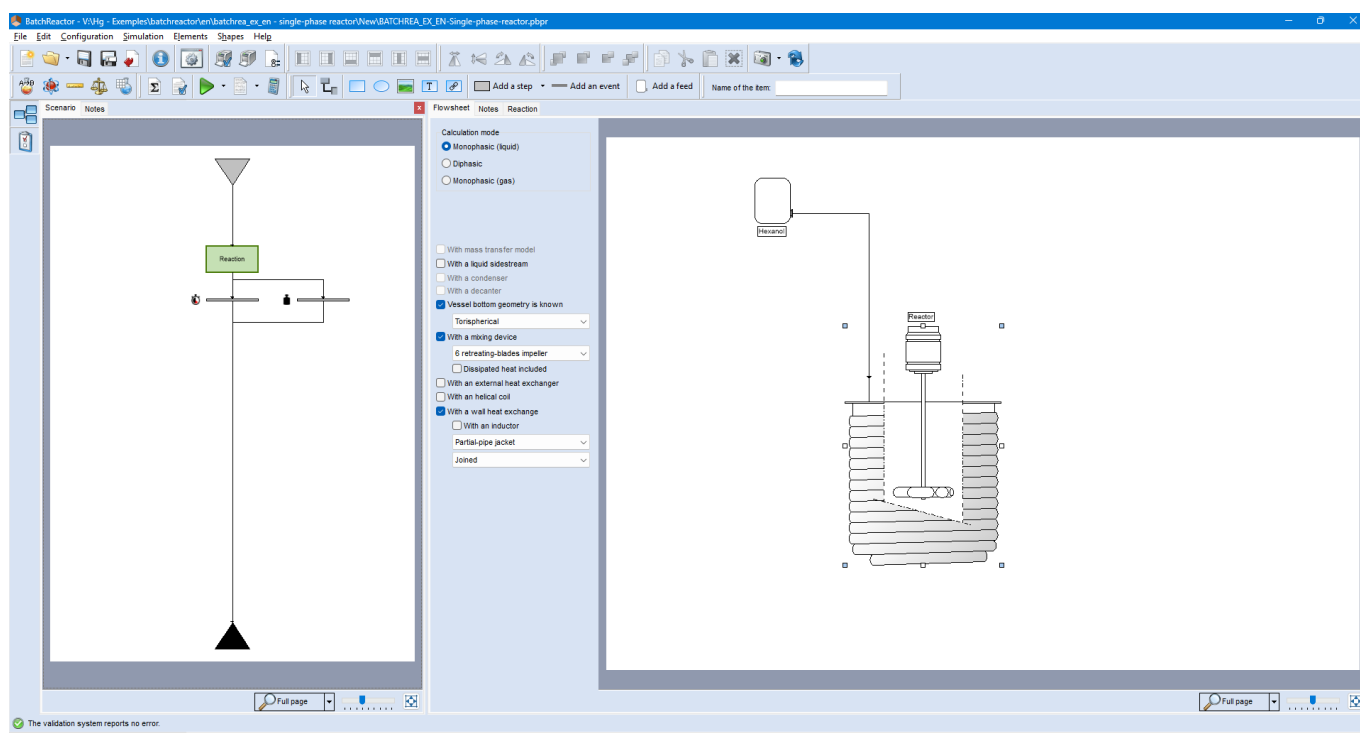 BatchReactor - V:\Hg - Exemples\batchreactor\en\batchrea_ex_en - single-phase reactor\New\BATCHREA_EX_EN-Single-phase-reactor.pbpr
File Edit Configuration Simulation Elements Shapes Help
Add a step Add an event Add a feed Name of the item:
Scenario Notes
Reaction
Full page
Flowsheet Notes Reaction
Calculation mode
Monophasic (liquid)
Diphasic
Monophasic (gas)
With mass transfer model
With a liquid sidestream
With a condenser
With a decanter
Vessel bottom geometry is known
Torispherical
With a mixing device
6 retreating-blades impeller
Dissipated heat included
With an external heat exchanger
With an helical coil
With a wall heat exchange
With an inductor
Partial-pipe jacket
Joined
Hexanol
Reactor
Full page
The validation system reports no error.